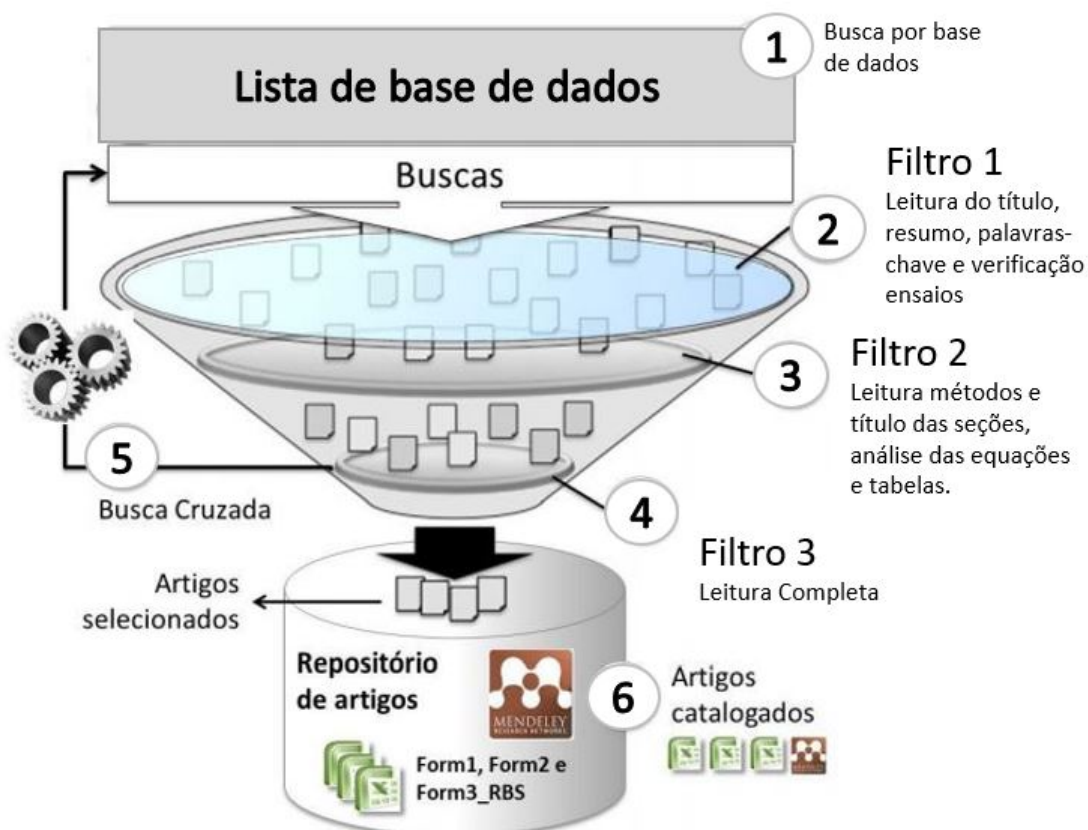 1
Busca por base
de dados
Lista de base de dados
Buscas
Filtro 1
Leitura do título,
resumo, palavras-
chave e verificação
ensaios
2
Filtro 2
Leitura métodos e
título das seções,
análise das equações
e tabelas.
3
5
Busca Cruzada
4
Filtro 3
Leitura Completa
Artigos
selecionados
Repositório
de artigos
MENDELEY
RESEARCH NETWORKS
6
Artigos
catalogados
Form1, Form2 e
Form3_RBS